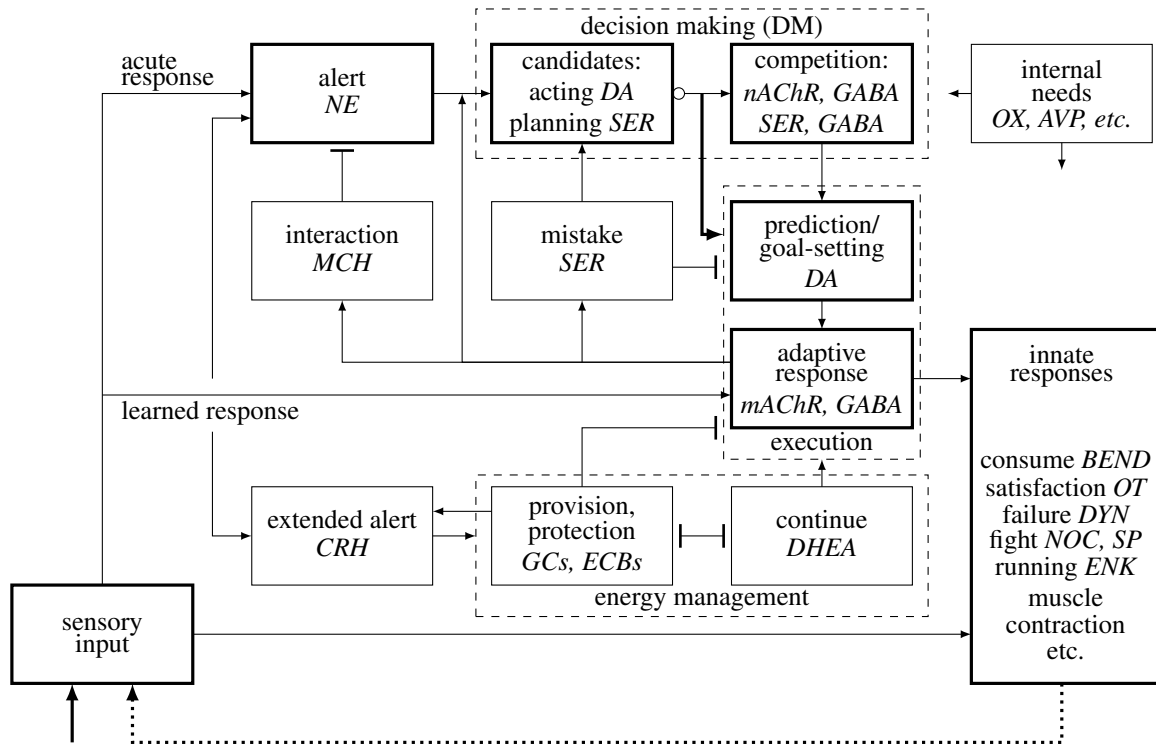 decision making (DM)
acute
response
alert
NE
candidates:
acting DA
planning SER
competition:
nAChR, GABA
SER, GABA
internal
needs
OX, AVP, etc.
interaction
MCH
mistake
SER
prediction/
goal-setting
DA
adaptive
response
mAChR, GABA
execution
learned response
innate
responses
consume BEND
satisfaction OT
failure DYN
fight NOC, SP
running ENK
muscle
contraction
etc.
extended alert
CRH
provision,
protection
GCs, ECBs
continue
DHEA
energy management
sensory
input